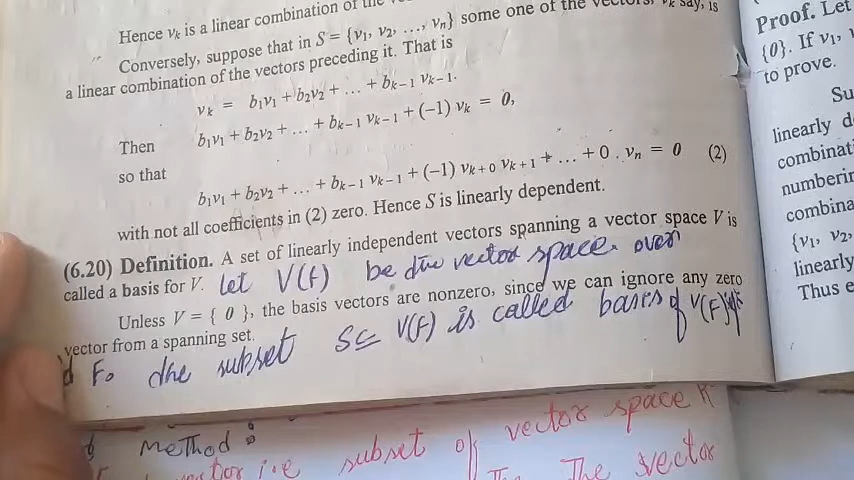 Hence vₖ is a linear combination of the
Conversely, suppose that in S = {v₁, v₂, ..., vₙ} some one of the vectors, vₖ say, is
a linear combination of the vectors preceding it. That is
vₖ = b₁v₁ + b₂v₂ + ... + bₖ₋₁ vₖ₋₁.
Then b₁v₁ + b₂v₂ + ... + bₖ₋₁ vₖ₋₁ + (−1) vₖ = 0,
so that
b₁v₁ + b₂v₂ + ... + bₖ₋₁ vₖ₋₁ + (−1) vₖ₊₀ vₖ₊₁ + ... + 0 . vₙ = 0 (2)
with not all coefficients in (2) zero. Hence S is linearly dependent.
(6.20) Definition. A set of linearly independent vectors spanning a vector space V is
called a basis for V. Let V(F) be the vector space over
Unless V = { 0 }, the basis vectors are nonzero, since we can ignore any zero
vector from a spanning set.
d Fo the subset S⊆ V(F) is called bases of V(F)
Method:
i.e subset of vector space
The vector
Proof. Let
{0}. If v₁,
to prove.
Su
linearly d
combinat
numberin
combina
{v₁, v₂,
linearly
Thus e